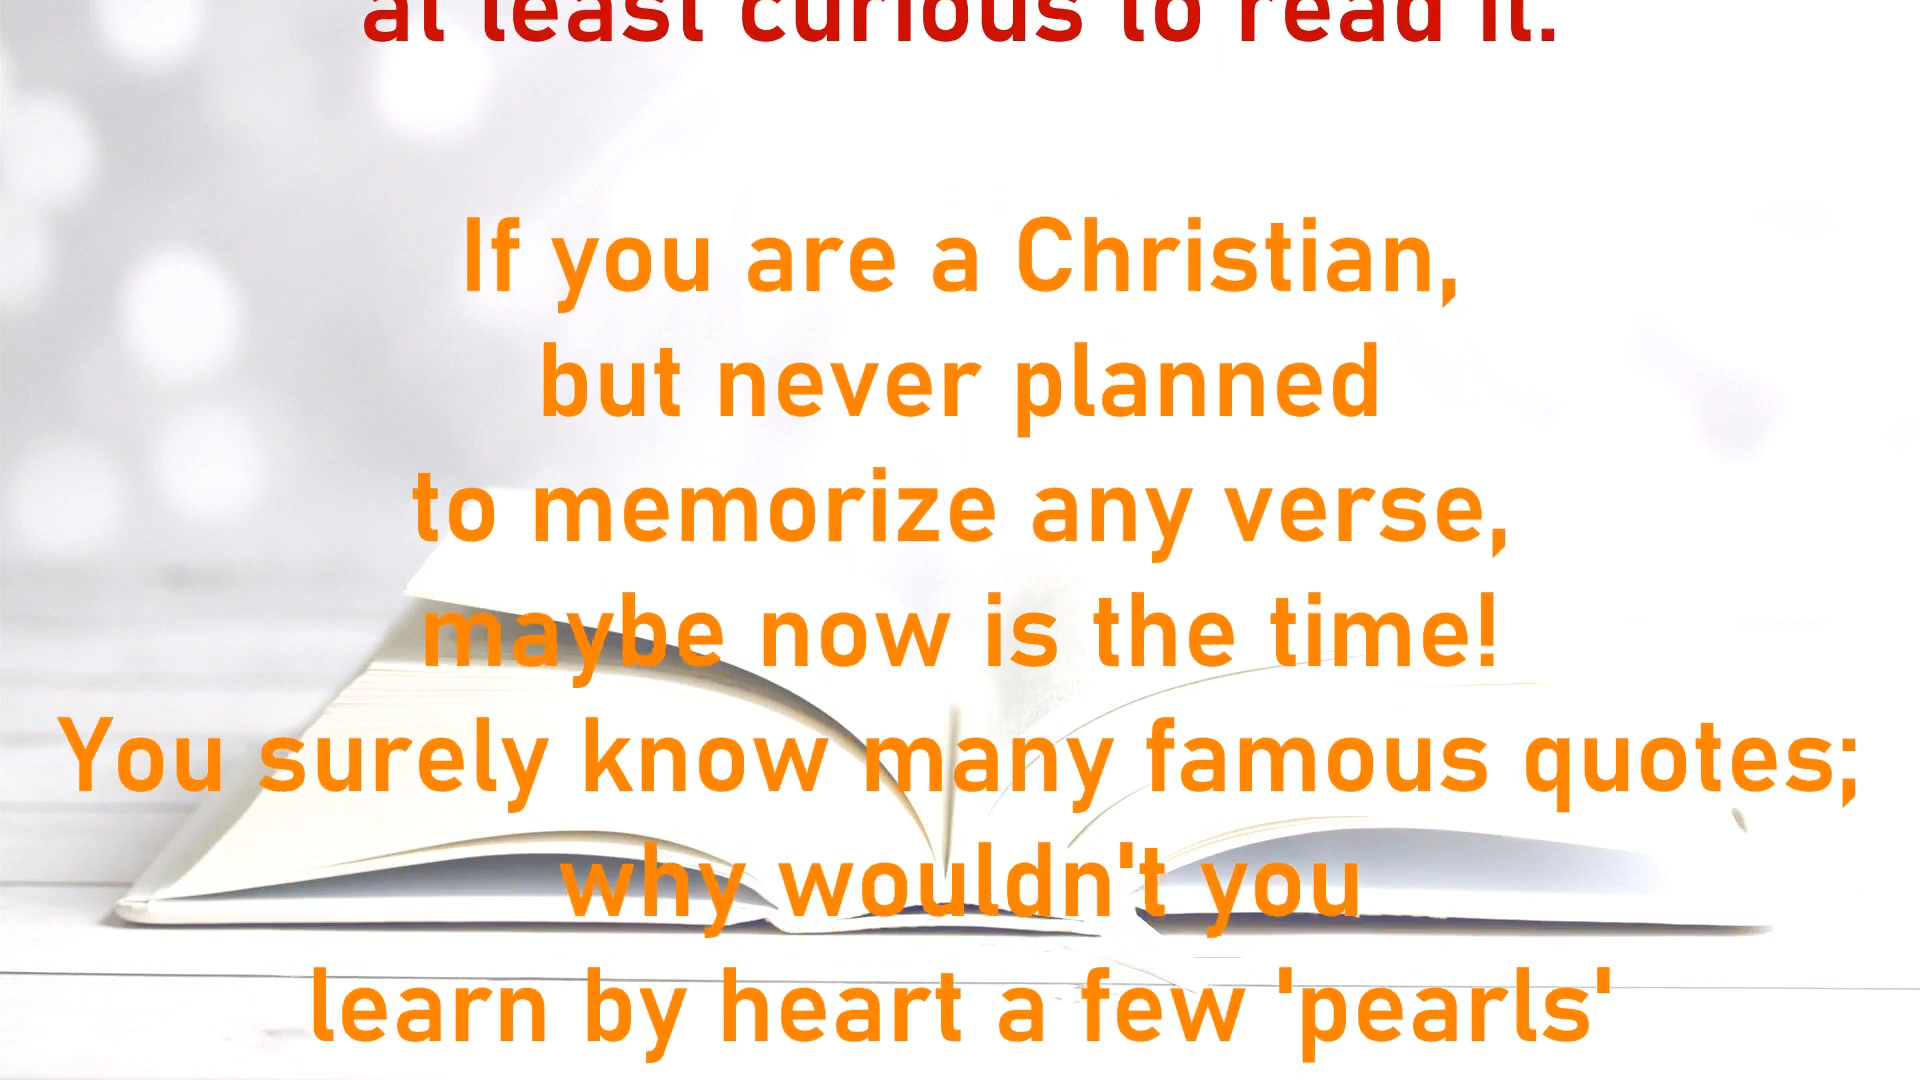 at least curious to read it.
If you are a Christian,
but never planned
to memorize any verse,
maybe now is the time!
You surely know many famous quotes;
why wouldn't you
learn by heart a few 'pearls'